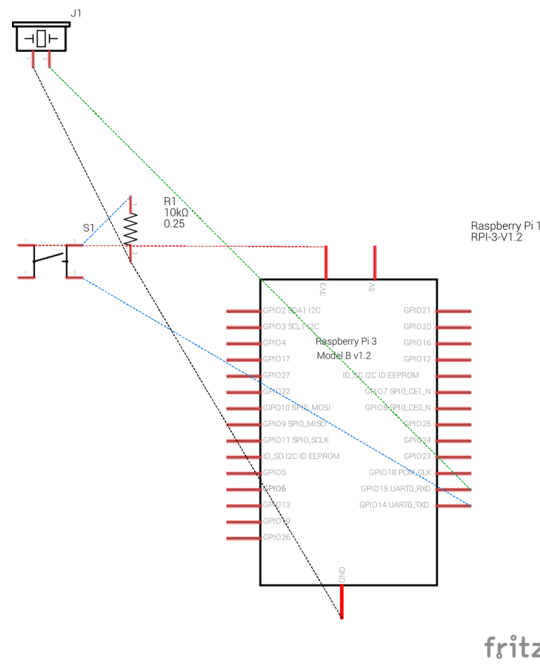 J1
R1
10kΩ
0.25
S1
Raspberry Pi 1
RPI-3-V1.2
3V3
5V
GPIO2 SDA1 I2C
GPIO21
GPIO3 SCL1 I2C
GPIO20
Raspberry Pi 3
GPIO4
GPIO16
Model B v1.2
GPIO17
GPIO12
GPIO27
ID_SC I2C ID EEPROM
GPIO22
GPIO7 SPI0_CE1_N
GPIO10 SPI0_MOSI
GPIO8 SPI0_CE0_N
GPIO9 SPI0_MISO
GPIO25
GPIO11 SPI0_SCLK
GPIO24
ID_SD I2C ID EEPROM
GPIO23
GPIO5
GPIO18 PCM_CLK
GPIO6
GPIO15 UART0_RXD
GPIO13
GPIO14 UART0_TXD
GPIO19
GPIO26
GND
fritz